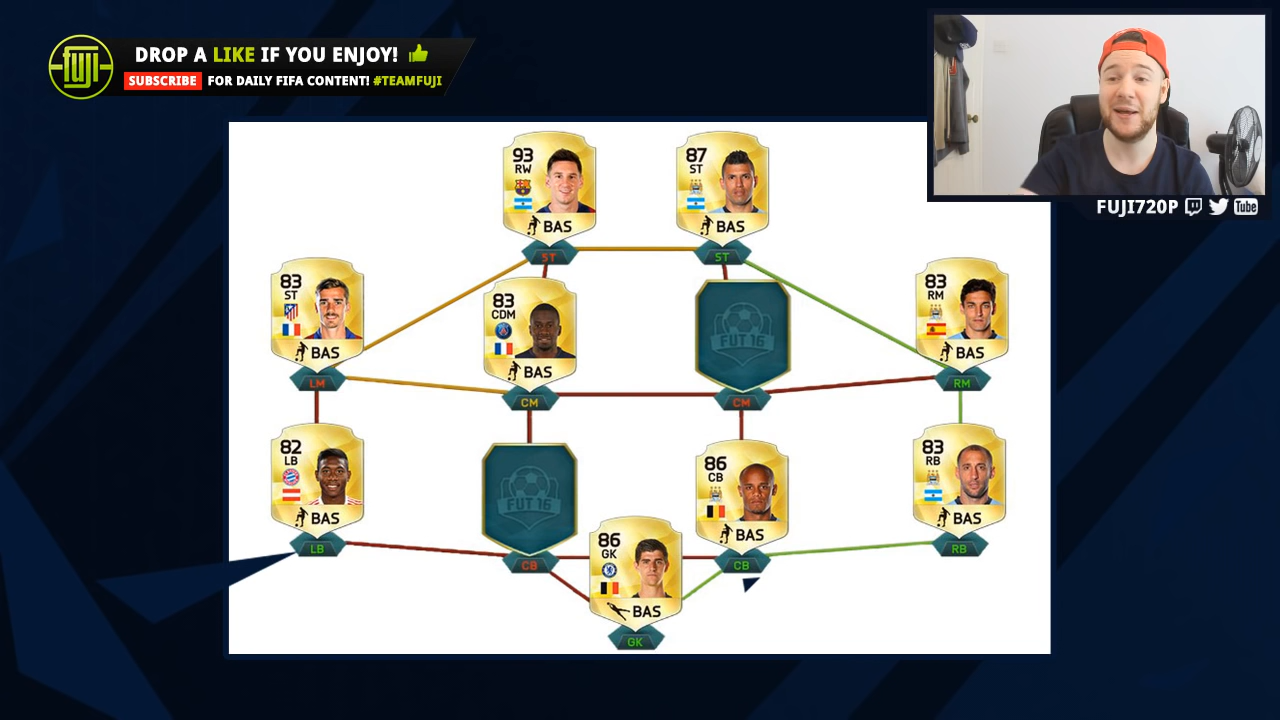 fuji
DROP A LIKE IF YOU ENJOY!
SUBSCRIBE FOR DAILY FIFA CONTENT! #TEAMFUJI
FUJI720P You Tube
93
RW
BAS
ST
87
ST
BAS
ST
83
ST
BAS
LM
83
CDM
BAS
CM
FUT 16
CM
83
RM
BAS
RM
82
LB
BAS
LB
FUT 16
CB
86
CB
BAS
CB
83
RB
BAS
RB
86
GK
BAS
GK